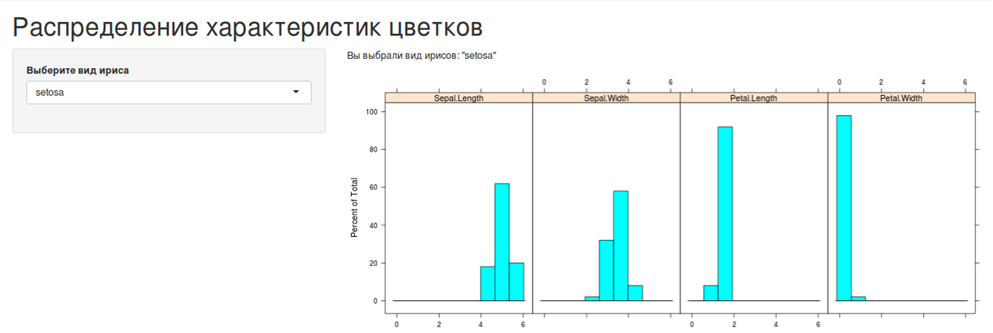 Распределение характеристик цветков
Выберите вид ириса
setosa
Вы выбрали вид ирисов: "setosa"
0 2 4 6 0 2 4 6
Sepal.Length Sepal.Width Petal.Length Petal.Width
100
80
60
40
20
0
Percent of Total
0 2 4 6 0 2 4 6